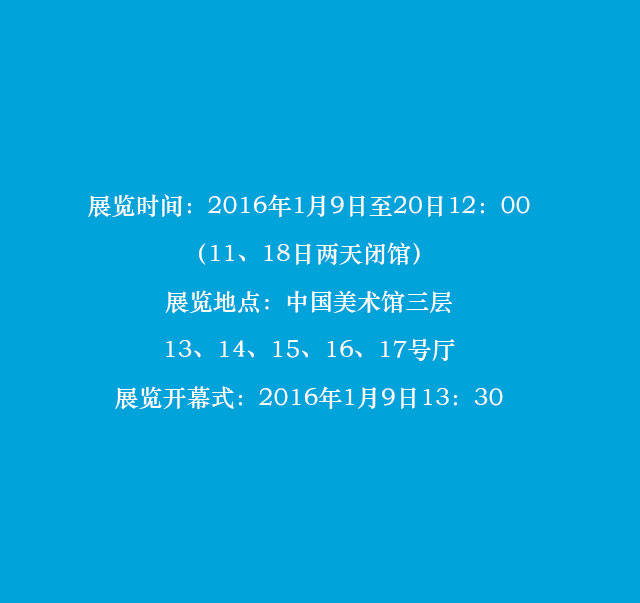 展览时间：2016年1月9日至20日12：00
（11、18日两天闭馆）
展览地点：中国美术馆三层
13、14、15、16、17号厅
展览开幕式：2016年1月9日13：30